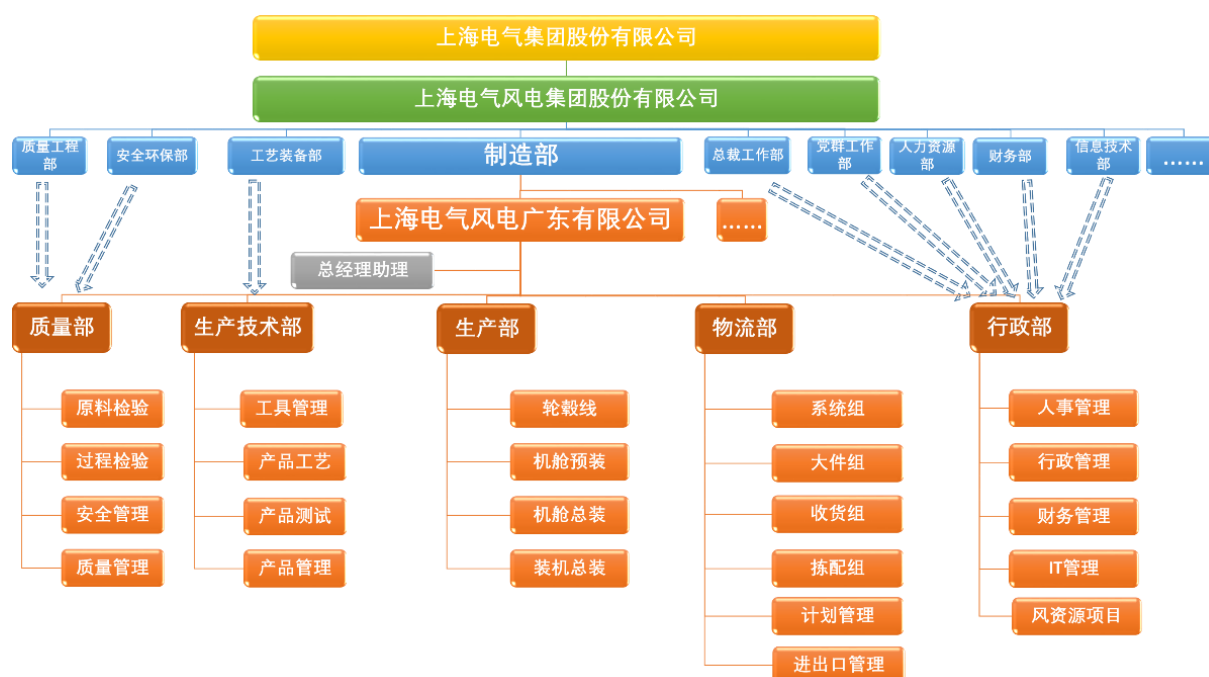 上海电气集团股份有限公司
上海电气风电集团股份有限公司
质量工程
部
安全环保部
工艺装备部
制造部
总裁工作部
党群工作
部
人力资源
部
财务部
信息技术
部
……
上海电气风电广东有限公司
……
总经理助理
质量部
生产技术部
生产部
物流部
行政部
原料检验
过程检验
安全管理
质量管理
工具管理
产品工艺
产品测试
产品管理
轮毂线
机舱预装
机舱总装
装机总装
系统组
大件组
收货组
拣配组
计划管理
进出口管理
人事管理
行政管理
财务管理
IT管理
风资源项目